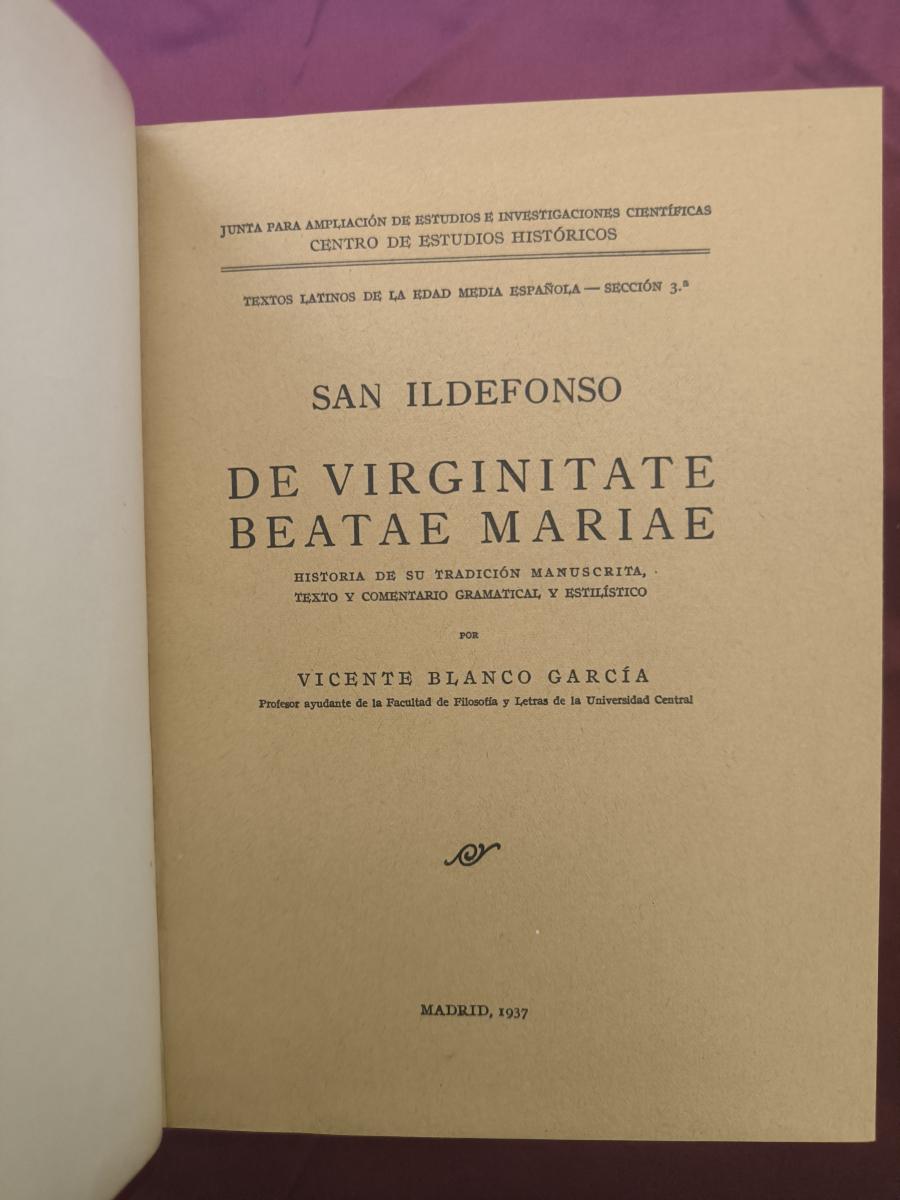 JUNTA PARA AMPLIACIÓN DE ESTUDIOS E INVESTIGACIONES CIENTÍFICAS
CENTRO DE ESTUDIOS HISTÓRICOS
TEXTOS LATINOS DE LA EDAD MEDIA ESPAÑOLA — SECCIÓN 3.ª
SAN ILDEFONSO
DE VIRGINITATE
BEATAE MARIAE
HISTORIA DE SU TRADICIÓN MANUSCRITA,
TEXTO Y COMENTARIO GRAMATICAL Y ESTILÍSTICO
POR
VICENTE BLANCO GARCÍA
Profesor ayudante de la Facultad de Filosofía y Letras de la Universidad Central
MADRID, 1937